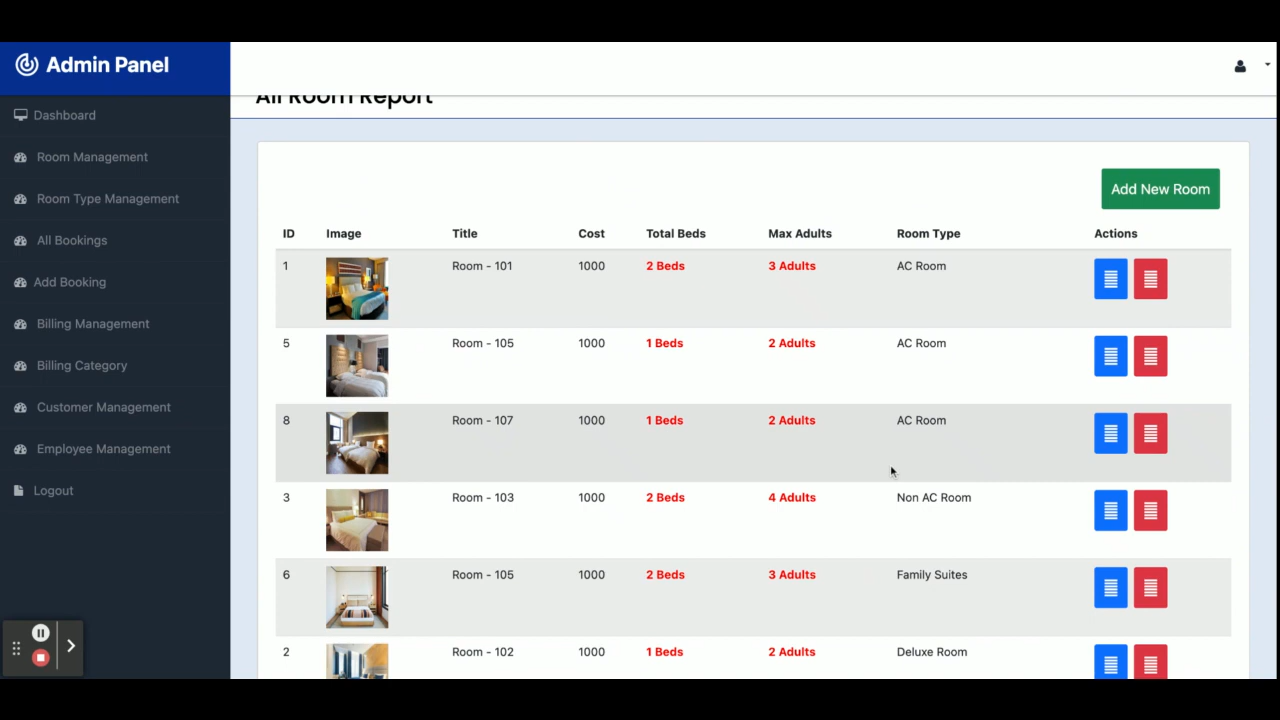 Admin Panel
All Room Report
Dashboard
Room Management
Room Type Management
All Bookings
Add Booking
Billing Management
Billing Category
Customer Management
Employee Management
Logout
Add New Room
ID Image Title Cost Total Beds Max Adults Room Type Actions
1 Room - 101 1000 2 Beds 3 Adults AC Room
5 Room - 105 1000 1 Beds 2 Adults AC Room
8 Room - 107 1000 1 Beds 2 Adults AC Room
3 Room - 103 1000 2 Beds 4 Adults Non AC Room
6 Room - 105 1000 2 Beds 3 Adults Family Suites
2 Room - 102 1000 1 Beds 2 Adults Deluxe Room